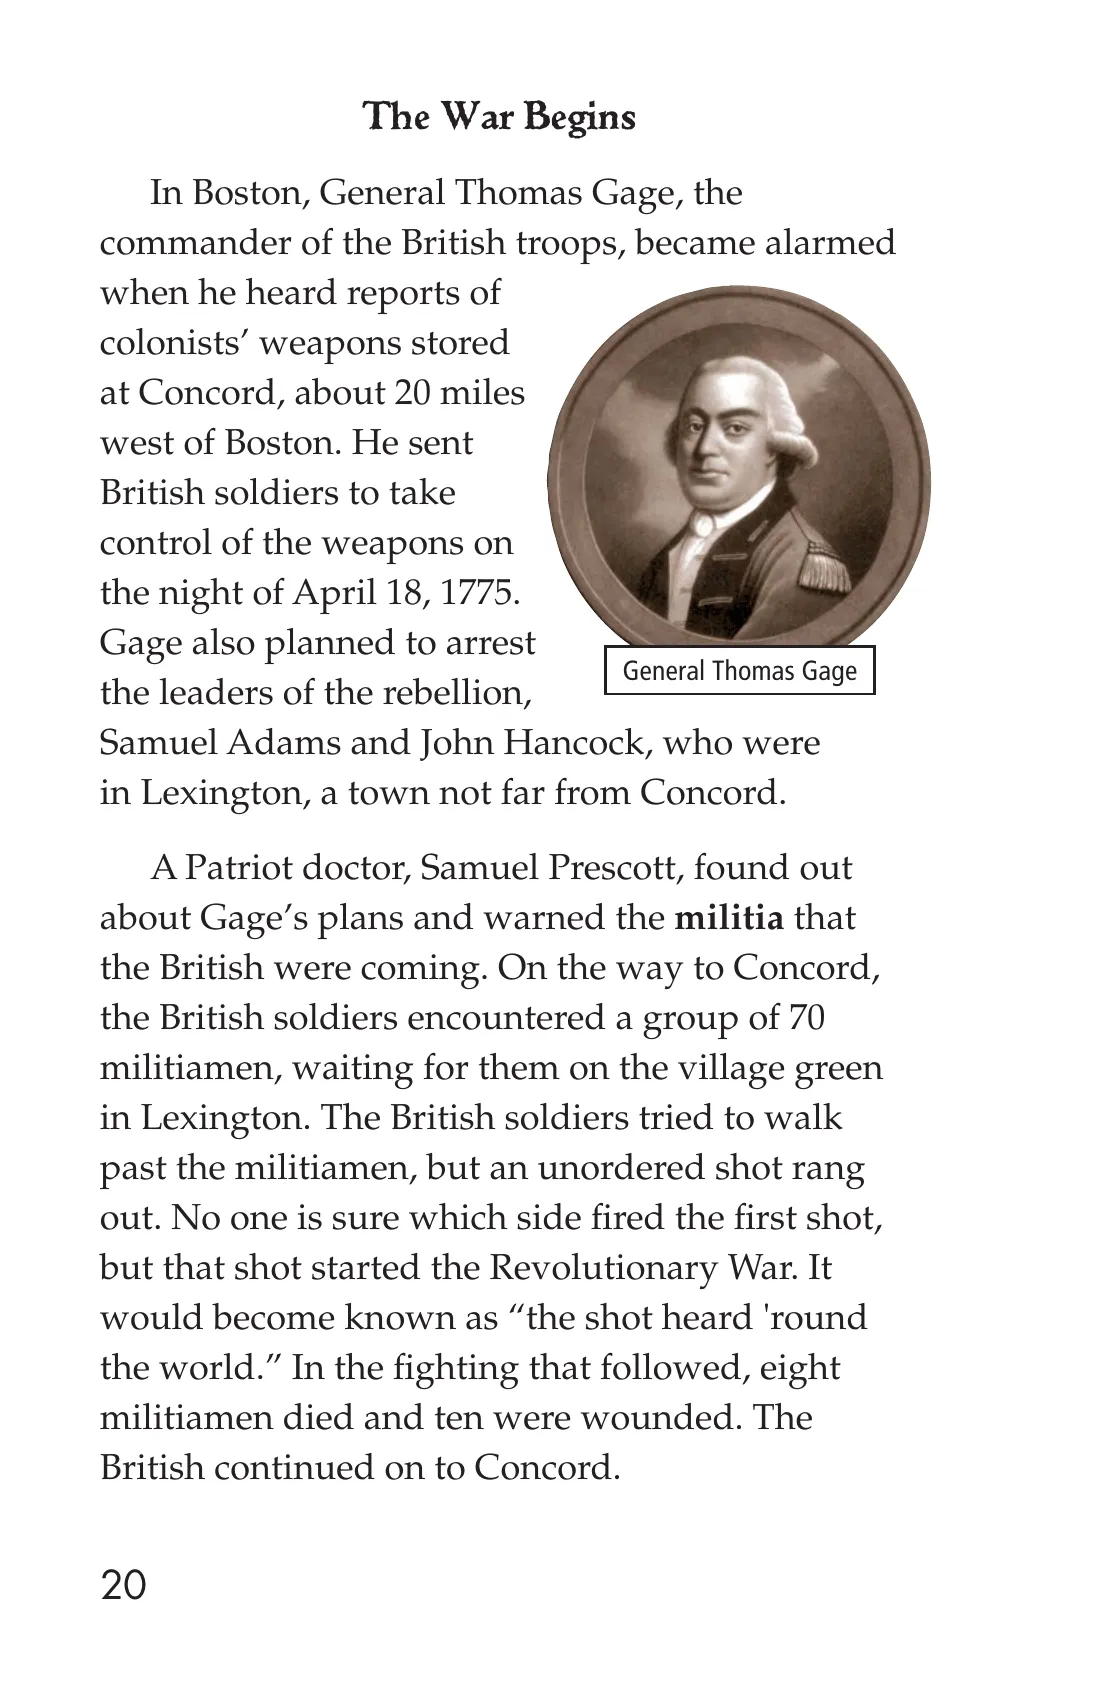 The War Begins
In Boston, General Thomas Gage, the
commander of the British troops, became alarmed
when he heard reports of
colonists’ weapons stored
at Concord, about 20 miles
west of Boston. He sent
British soldiers to take
control of the weapons on
the night of April 18, 1775.
Gage also planned to arrest
the leaders of the rebellion,
Samuel Adams and John Hancock, who were
in Lexington, a town not far from Concord.
General Thomas Gage
A Patriot doctor, Samuel Prescott, found out
about Gage’s plans and warned the militia that
the British were coming. On the way to Concord,
the British soldiers encountered a group of 70
militiamen, waiting for them on the village green
in Lexington. The British soldiers tried to walk
past the militiamen, but an unordered shot rang
out. No one is sure which side fired the first shot,
but that shot started the Revolutionary War. It
would become known as “the shot heard 'round
the world.” In the fighting that followed, eight
militiamen died and ten were wounded. The
British continued on to Concord.
20